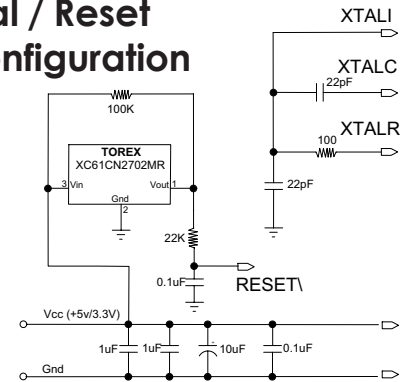 al / Reset
onfiguration
XTALI
XTALC
22pF
XTALR
100
22pF
100K
TOREX
XC61CN2702MR
3 Vin
Vout 1
Gnd
2
22K
0.1uF
RESET\
Vcc (+5v/3.3V)
1uF
1uF
10uF
0.1uF
Gnd